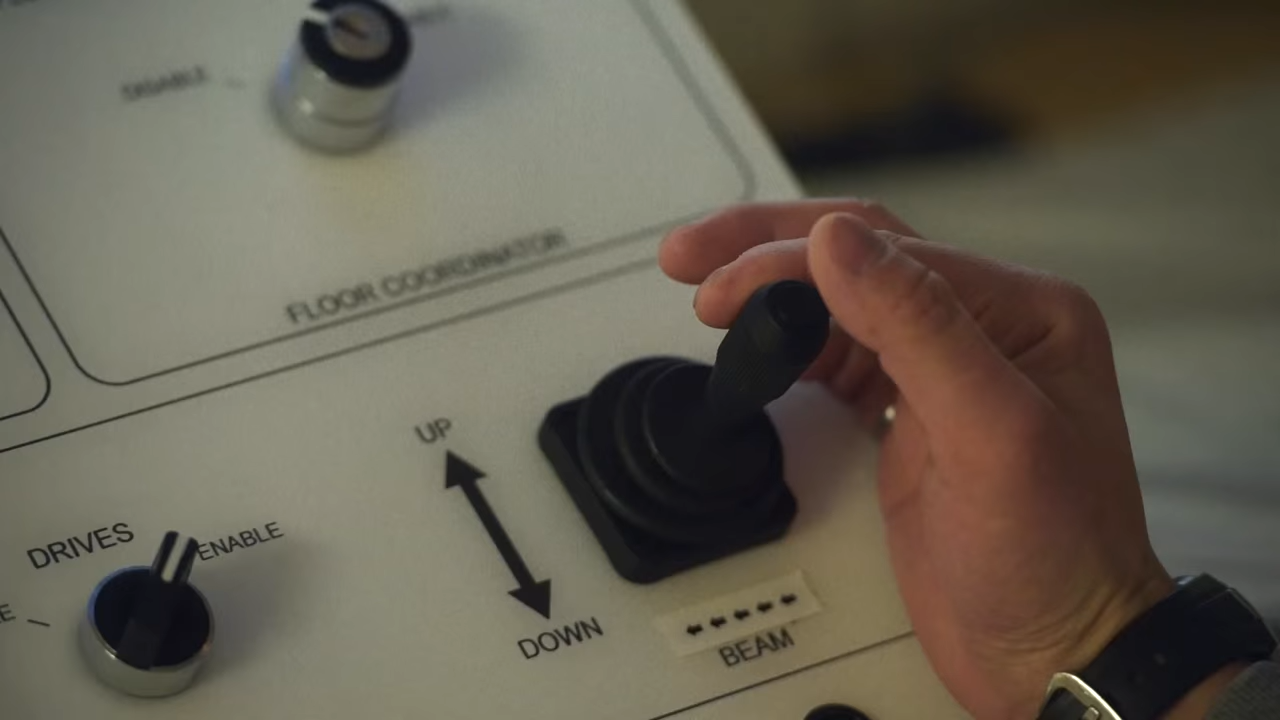 DISABLE
FLOOR COORDINATOR
UP
DRIVES
ENABLE
DOWN
BEAM